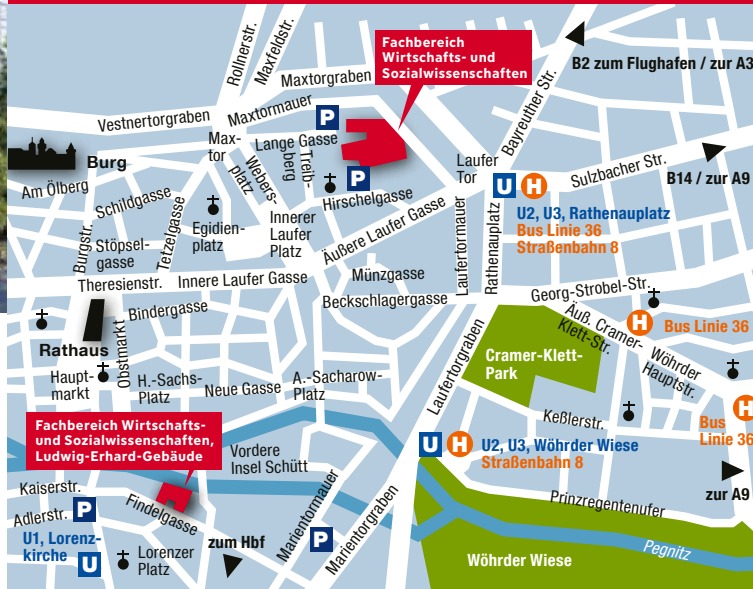 Rollnerstr.
Maxfeldstr.
Fachbereich
Wirtschafts- und
Sozialwissenschaften
Bayreuther Str.
B2 zum Flughafen / zur A3
Maxtorgraben
Vestnertorgraben
Maxtormauer
P
Burg
Max-
tor
Lange Gasse
Treib-
berg
Webers-
platz
P
Laufer
Tor
Sulzbacher Str.
B14 / zur A9
Am Ölberg
Schildgasse
Hirschelgasse
U H
U2, U3, Rathenauplatz
Bus Linie 36
Straßenbahn 8
Burgstr.
Stöpsel-
gasse
Tetzelgasse
Egidien-
platz
Innerer
Laufer
Platz
Äußere Laufer Gasse
Laufertormauer
Rathenauplatz
Theresienstr.
Innere Laufer Gasse
Münzgasse
Beckschlagergasse
Georg-Strobel-Str.
Bindergasse
Rathaus
Obstmarkt
Äuß. Cramer-
Klett-Str.
H
Bus Linie 36
Wöhrder
Hauptstr.
Haupt-
markt
H.-Sachs-
Platz
Neue Gasse
A.-Sacharow-
Platz
Laufertorgraben
Cramer-Klett-
Park
Keßlerstr.
H
Bus
Linie 36
Fachbereich Wirtschafts-
und Sozialwissenschaften,
Ludwig-Erhard-Gebäude
Vordere
Insel Schütt
U H
U2, U3, Wöhrder Wiese
Straßenbahn 8
zur A9
Kaiserstr.
Adlerstr.
P
Findelgasse
Marientormauer
Marientorgraben
Prinzregentenufer
U1, Lorenz-
kirche
U
Lorenzer
Platz
zum Hbf
P
Wöhrder Wiese
Pegnitz